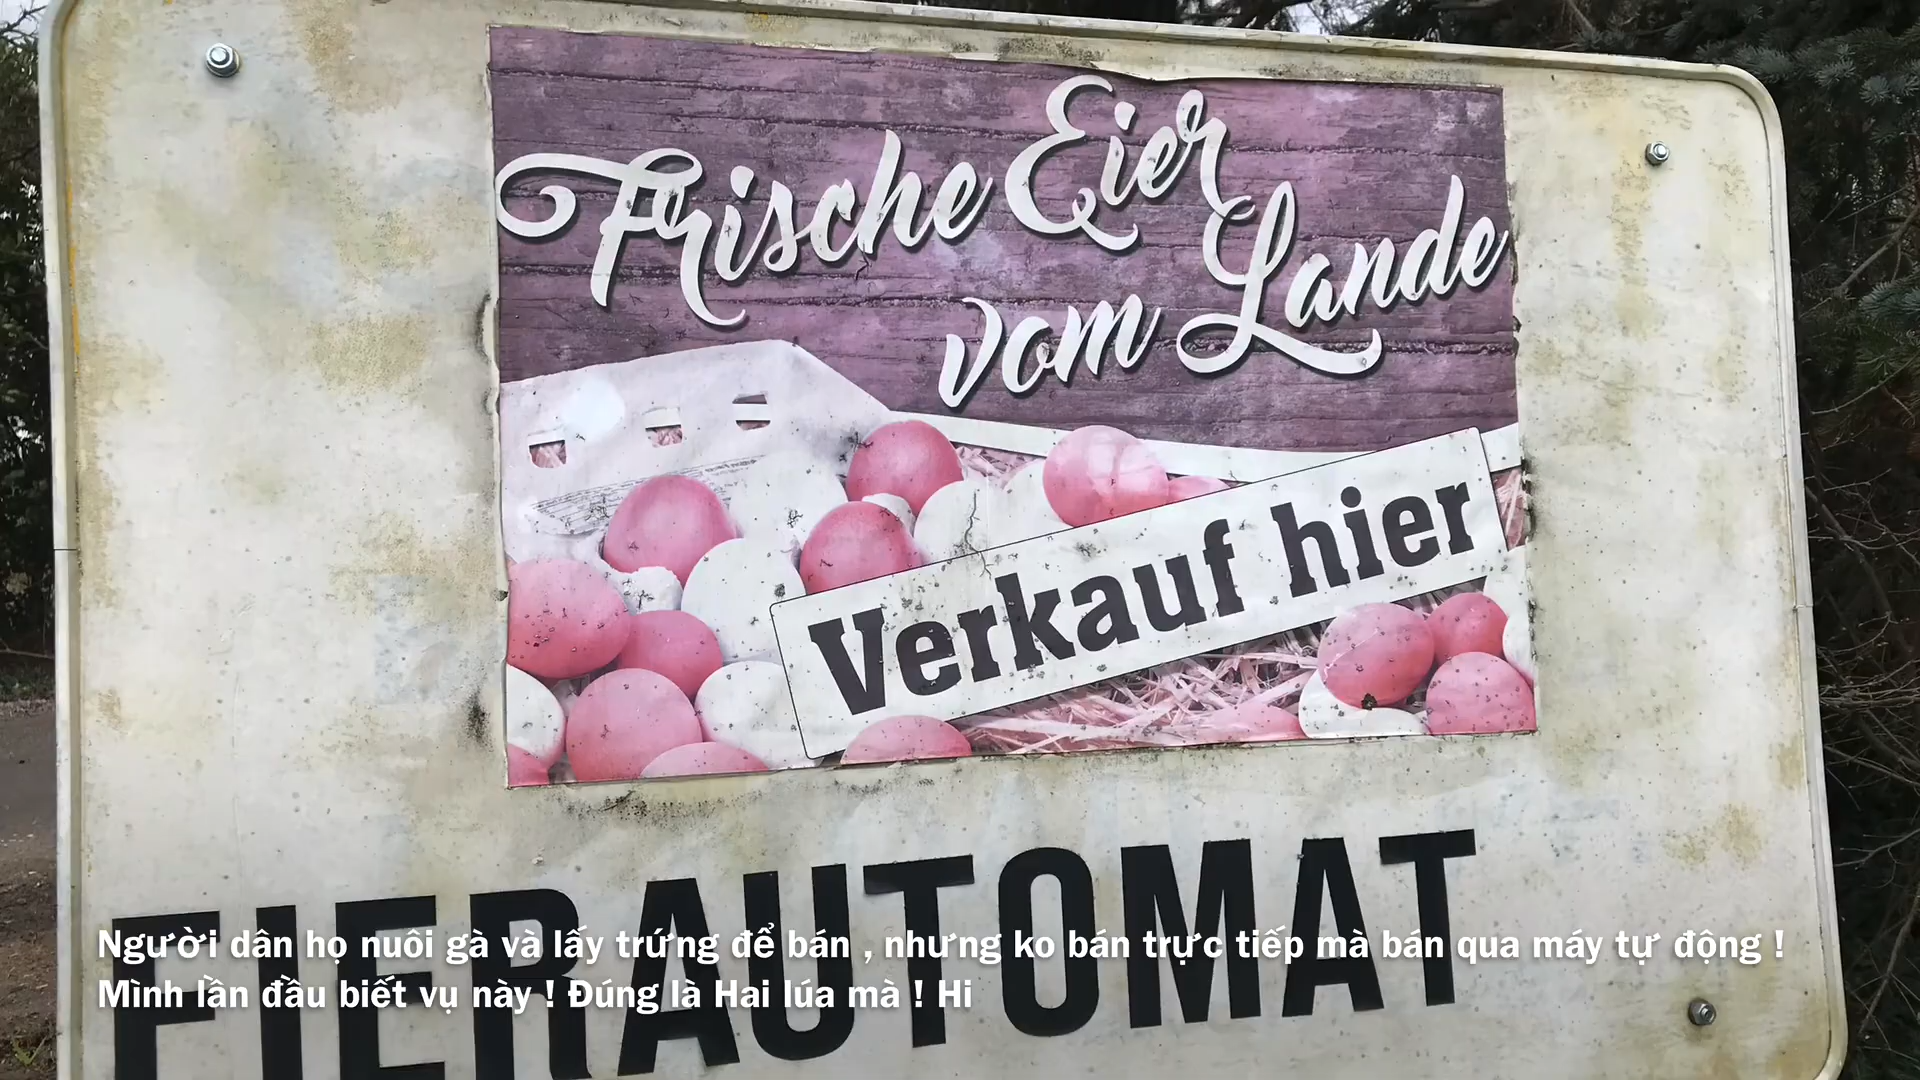 Frische Eier
vom Lande
Verkauf hier
EIERAUTOMAT
Người dân họ nuôi gà và lấy trứng để bán , nhưng ko bán trực tiếp mà bán qua máy tự động !
Mình lần đầu biết vụ này ! Đúng là Hai lúa mà ! Hi